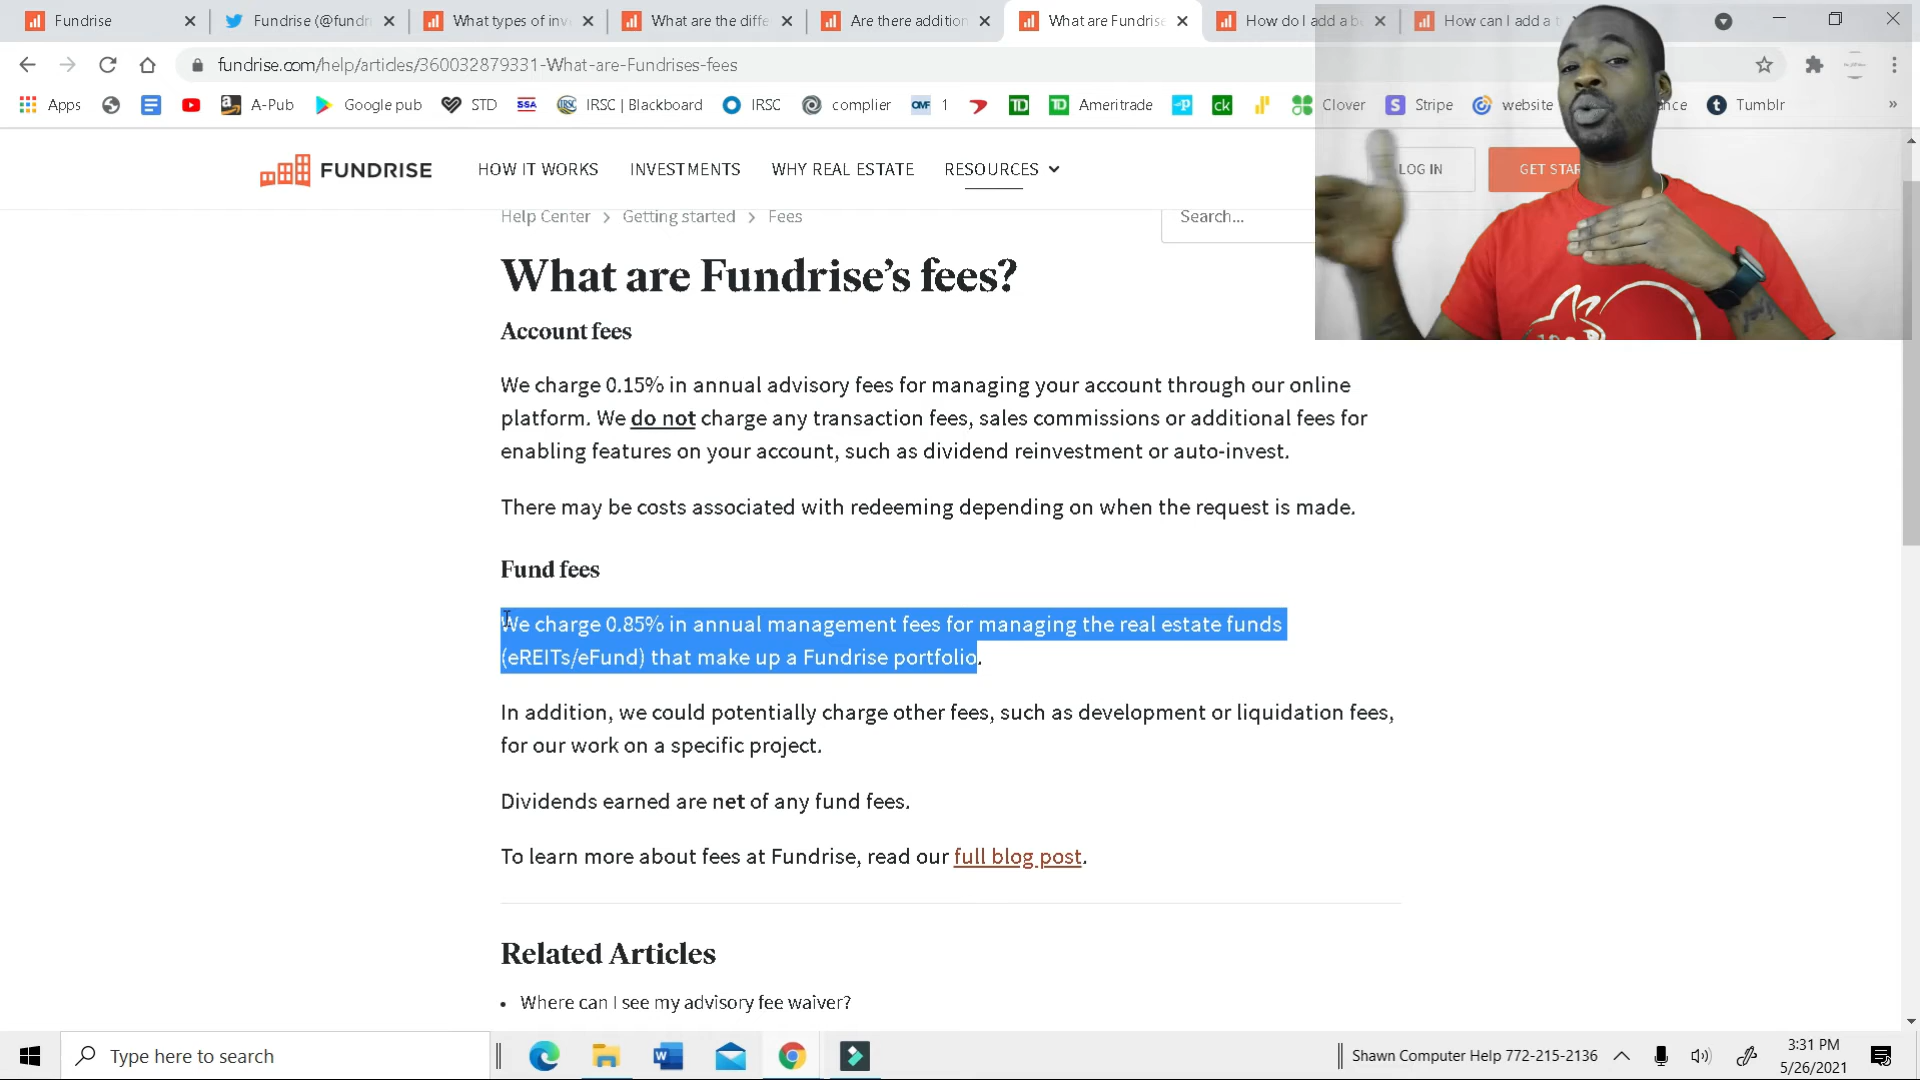 Fundrise
Fundrise (@fundr
What types of inv
What are the diffe
Are there addition
What are Fundrise
How do I add a b
How can I add a
fundrise.com/help/articles/360032879331-What-are-Fundrises-fees
Apps
A-Pub
Google pub
STD
SSA
IRSC | Blackboard
IRSC
complier
OMF
1
TD
TD
Ameritrade
ck
Clover
S
Stripe
website
nce
t
Tumblr
»
FUNDRISE
HOW IT WORKS
INVESTMENTS
WHY REAL ESTATE
RESOURCES
LOG IN
GET STAR
Help Center > Getting started > Fees
Search...
What are Fundrise’s fees?
Account fees
We charge 0.15% in annual advisory fees for managing your account through our online
platform. We do not charge any transaction fees, sales commissions or additional fees for
enabling features on your account, such as dividend reinvestment or auto-invest.
There may be costs associated with redeeming depending on when the request is made.
Fund fees
We charge 0.85% in annual management fees for managing the real estate funds
(eREITs/eFund) that make up a Fundrise portfolio.
In addition, we could potentially charge other fees, such as development or liquidation fees,
for our work on a specific project.
Dividends earned are net of any fund fees.
To learn more about fees at Fundrise, read our full blog post.
Related Articles
• Where can I see my advisory fee waiver?
Type here to search
Shawn Computer Help 772-215-2136
3:31 PM
5/26/2021